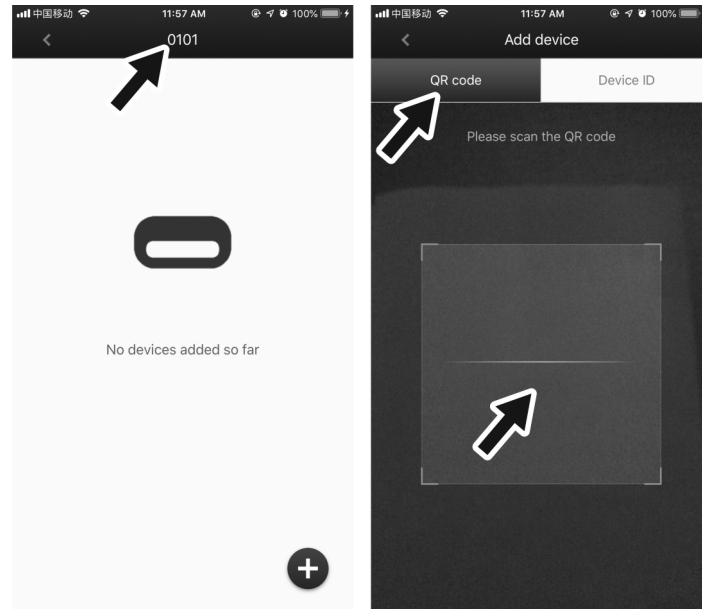 中国移动 11:57 AM 100%
0101
No devices added so far
中国移动 11:57 AM 100%
Add device
QR code Device ID
Please scan the QR code